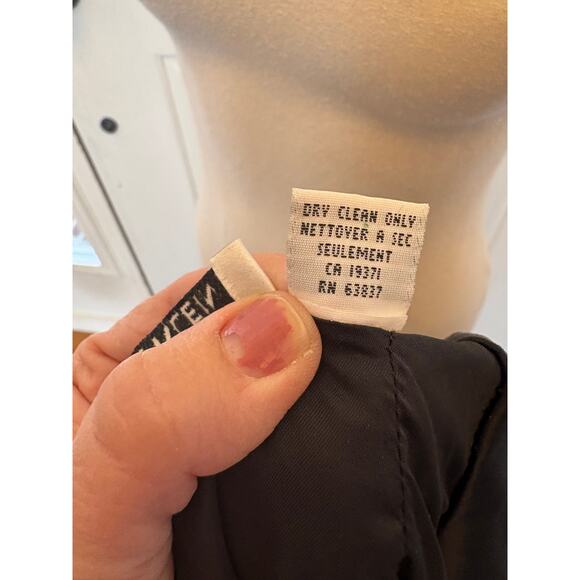 DRY CLEAN ONLY
NETTOYER A SEC
SEULEMENT
CA 19371
RN 63837